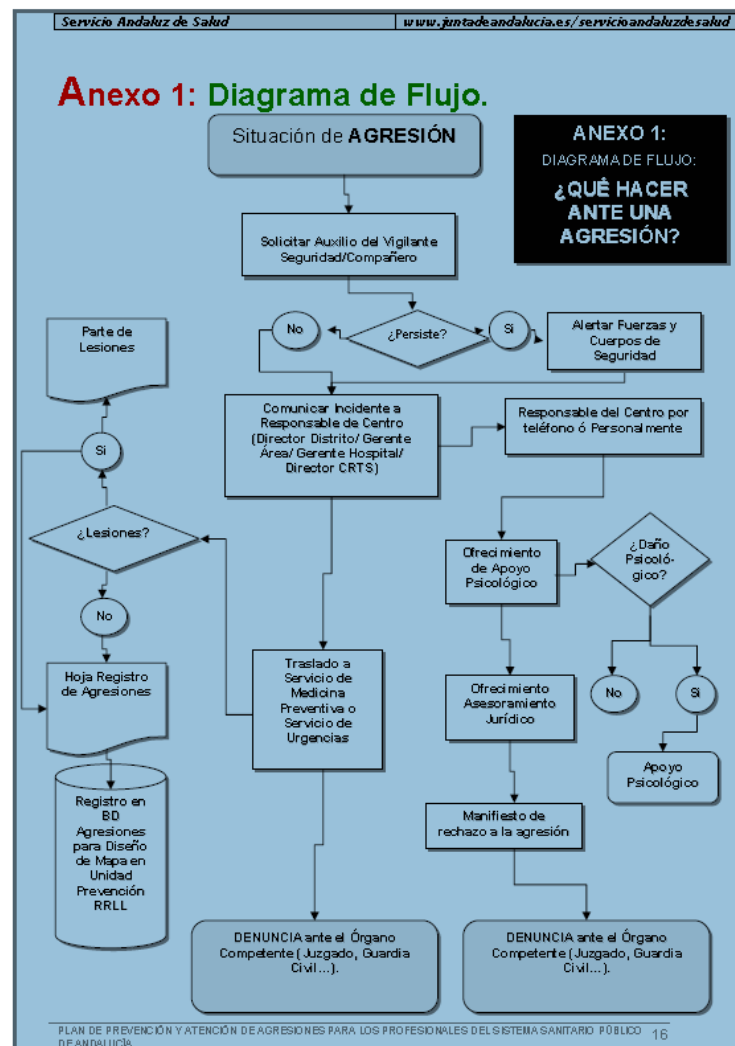 Servicio Andaluz de Salud
www.juntadeandalucia.es/servicioandaluzdesalud
Anexo 1: Diagrama de Flujo.
Situación de AGRESIÓN
ANEXO 1:
DIAGRAMA DE FLUJO:
¿QUÉ HACER
ANTE UNA
AGRESIÓN?
Solicitar Auxilio del Vigilante
Seguridad/Compañero
Parte de
Lesiones
No
¿Persiste?
Si
Alertar Fuerzas y
Cuerpos de
Seguridad
Comunicar Incidente a
Responsable de Centro
(Director Distrito/ Gerente
Área/ Gerente Hospital/
Director CRTS)
Responsable del Centro por
teléfono ó Personalmente
Si
¿Lesiones?
Ofrecimiento
de Apoyo
Psicológico
¿Daño
Psicoló-
gico?
No
Hoja Registro
de Agresiones
Traslado a
Servicio de
Medicina
Preventiva o
Servicio de
Urgencias
Ofrecimiento
Asesoramiento
Jurídico
No
Si
Apoyo
Psicológico
Registro en
BD
Agresiones
para Diseño
de Mapa en
Unidad
Prevención
RRLL
Manifiesto de
rechazo a la agresión
DENUNCIA ante el Órgano
Competente (Juzgado, Guardia
Civil...).
DENUNCIA ante el Órgano
Competente (Juzgado, Guardia
Civil...).
PLAN DE PREVENCIÓN Y ATENCIÓN DE AGRESIONES PARA LOS PROFESIONALES DEL SISTEMA SANITARIO PÚBLICO
DE ANDALUCÍA
16